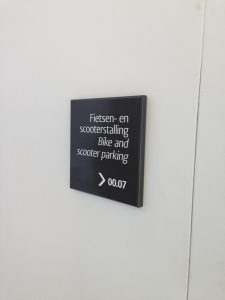 Fietsen- en
scooterstalling
Bike and
scooter parking
> 00.07